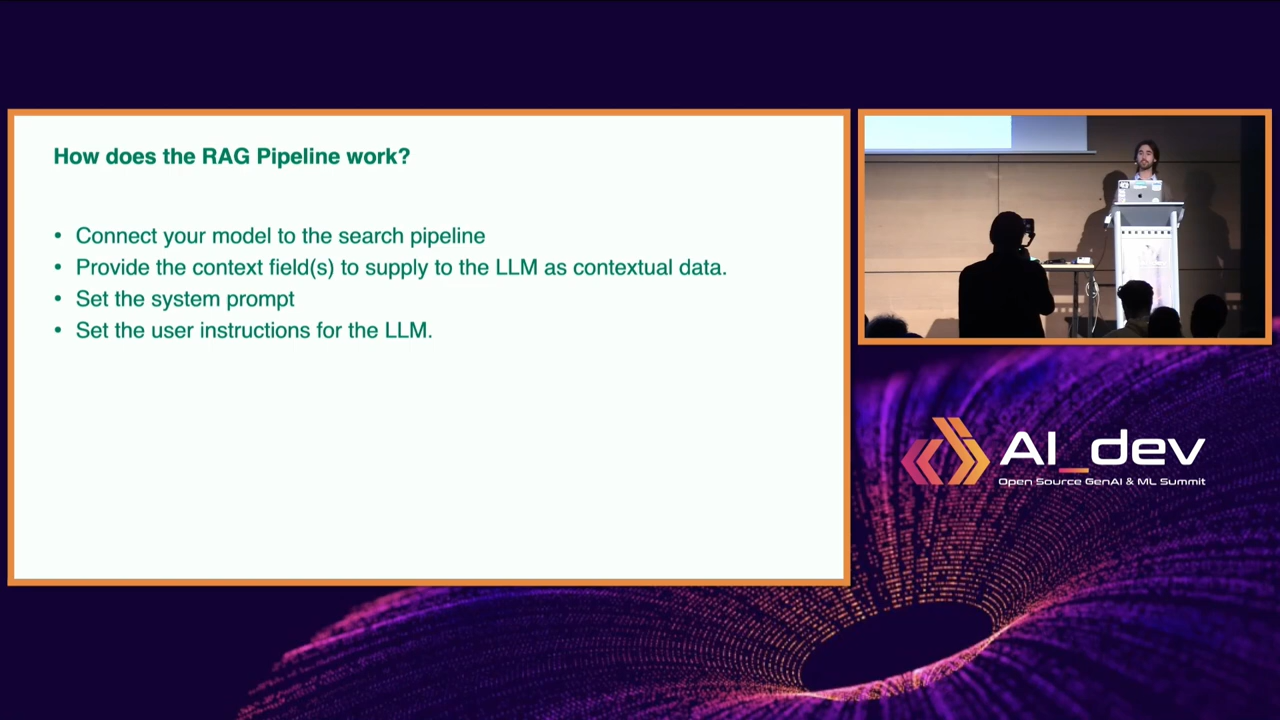 How does the RAG Pipeline work?
• Connect your model to the search pipeline
• Provide the context field(s) to supply to the LLM as contextual data.
• Set the system prompt
• Set the user instructions for the LLM.
AI_dev
Open Source GenAI & ML Summit